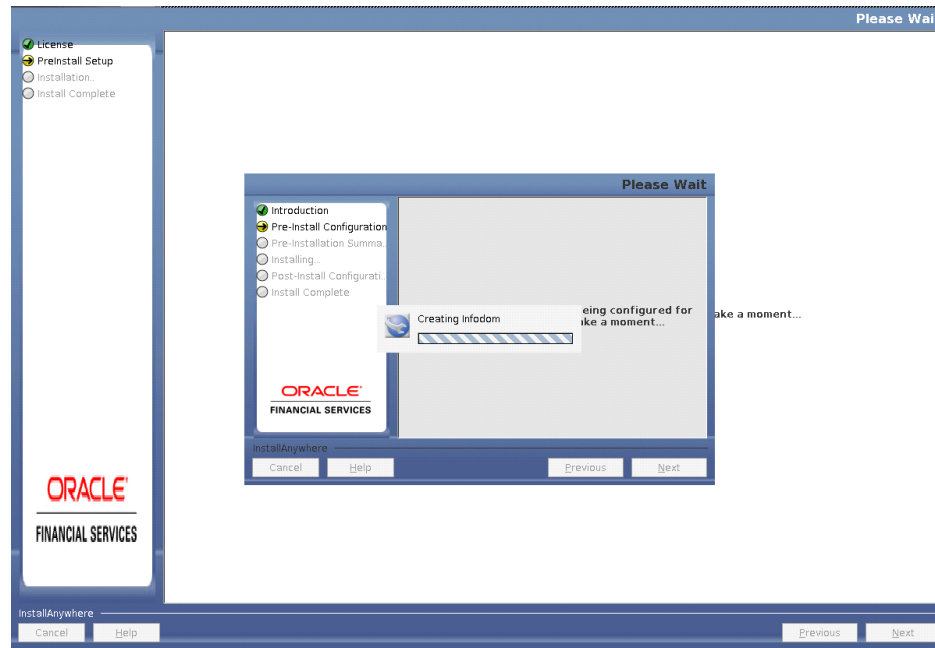 Please Wai
License
PreInstall Setup
Installation..
Install Complete
Please Wait
Introduction
Pre-Install Configuration
Pre-Installation Summa..
Installing...
Post-Install Configurati..
Install Complete
eing configured for
ake a moment...
ake a moment...
Creating Infodom
ORACLE'
FINANCIAL SERVICES
InstallAnywhere
Cancel Help Previous Next
ORACLE'
FINANCIAL SERVICES
InstallAnywhere
Cancel Help Previous Next